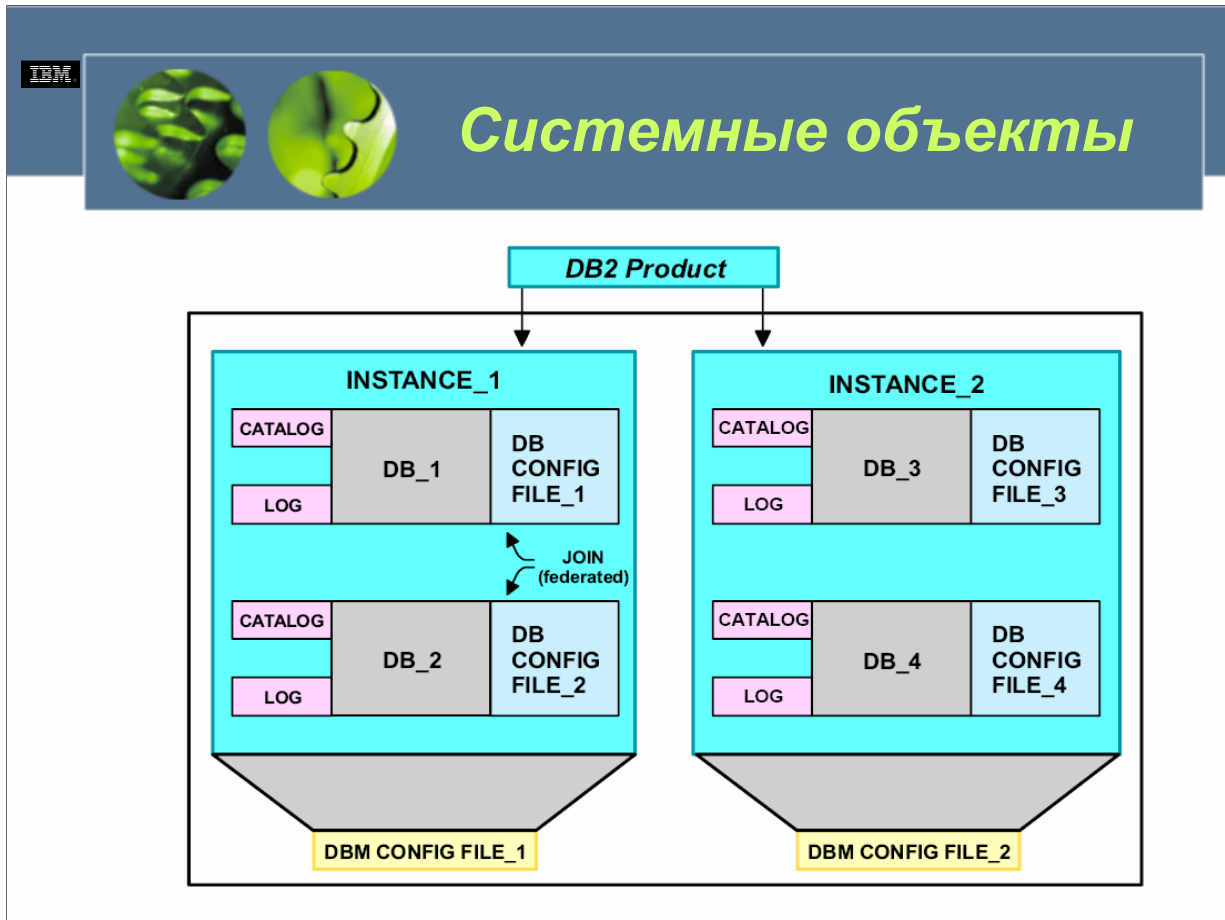 IBM.
Системные объекты
DB2 Product
INSTANCE_1
CATALOG
LOG
DB_1
DB
CONFIG
FILE_1
JOIN
(federated)
CATALOG
LOG
DB_2
DB
CONFIG
FILE_2
DBM CONFIG FILE_1
INSTANCE_2
CATALOG
LOG
DB_3
DB
CONFIG
FILE_3
CATALOG
LOG
DB_4
DB
CONFIG
FILE_4
DBM CONFIG FILE_2